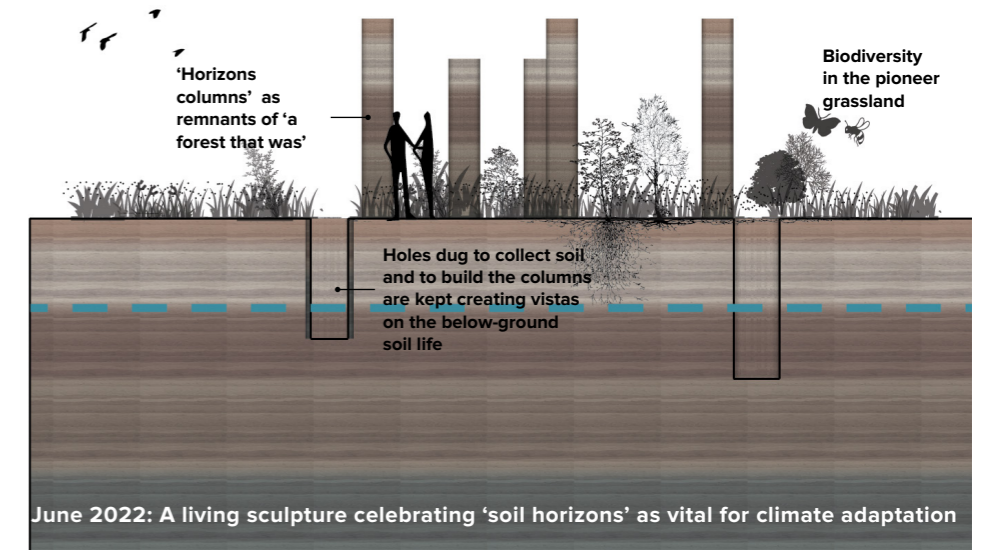 ‘Horizons
columns’ as
remnants of ‘a
forest that was’
Biodiversity
in the pioneer
grassland
Holes dug to collect soil
and to build the columns
are kept creating vistas
on the below-ground
soil life
June 2022: A living sculpture celebrating ‘soil horizons’ as vital for climate adaptation